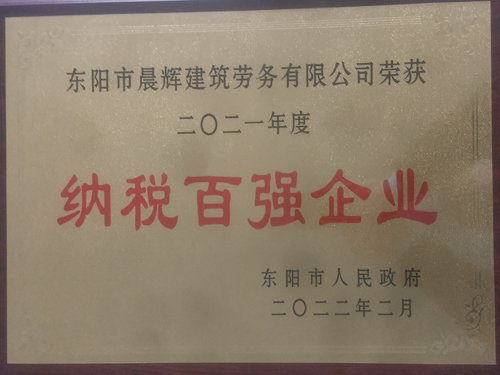 东阳市晨辉建筑劳务有限公司荣获
二〇二一年度
纳税百强企业
东阳市人民政府
二〇二二年二月